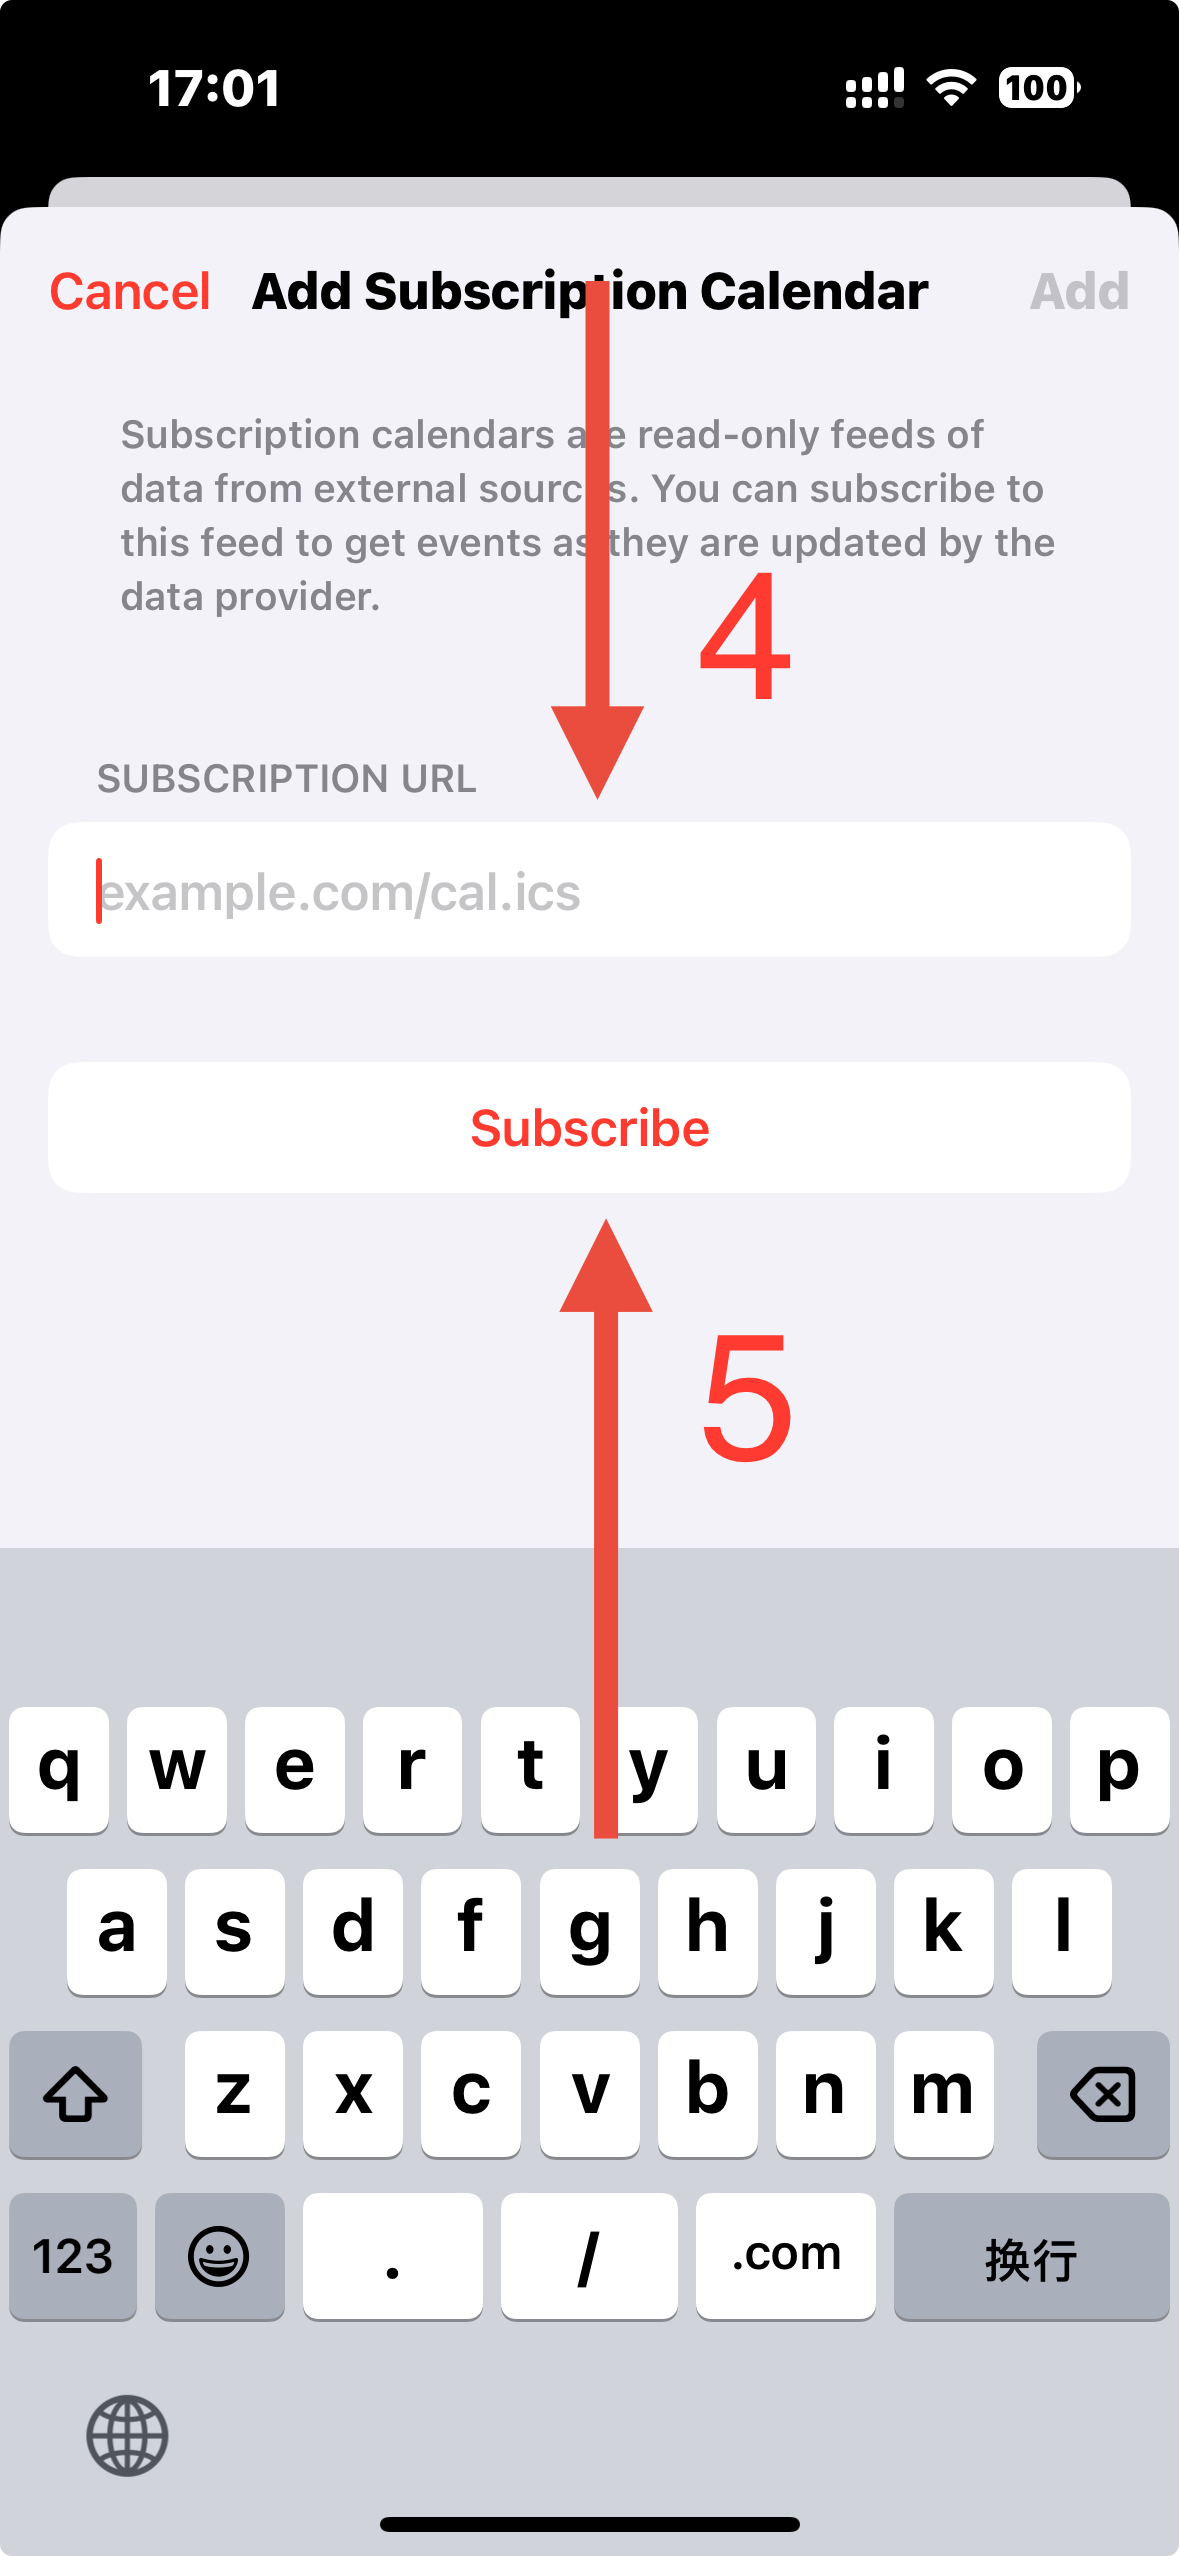 17:01
100
Cancel Add Subscription Calendar Add
Subscription calendars are read-only feeds of
data from external sources. You can subscribe to
this feed to get events as they are updated by the
data provider.
4
SUBSCRIPTION URL
example.com/cal.ics
Subscribe
5
q w e r t y u i o p
a s d f g h j k l
z x c v b n m
123 . / .com 换行